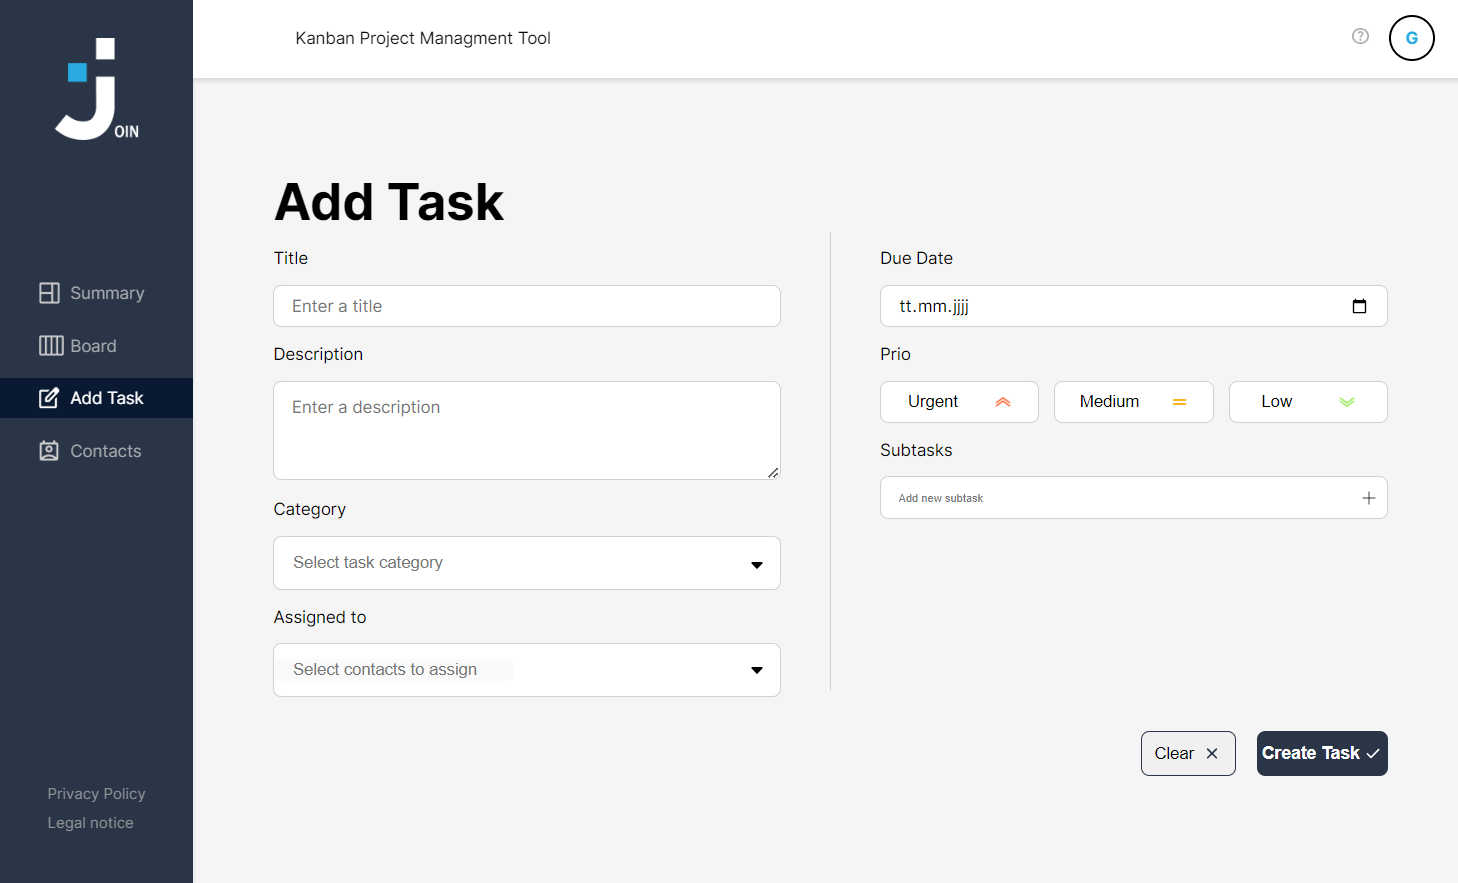 OIN
Summary
Board
Add Task
Contacts
Privacy Policy
Legal notice
Kanban Project Managment Tool
G
Add Task
Title
Enter a title
Description
Enter a description
Category
Select task category
Assigned to
Select contacts to assign
Due Date
tt.mm.jjjj
Prio
Urgent Medium Low
Subtasks
Add new subtask
Clear Create Task